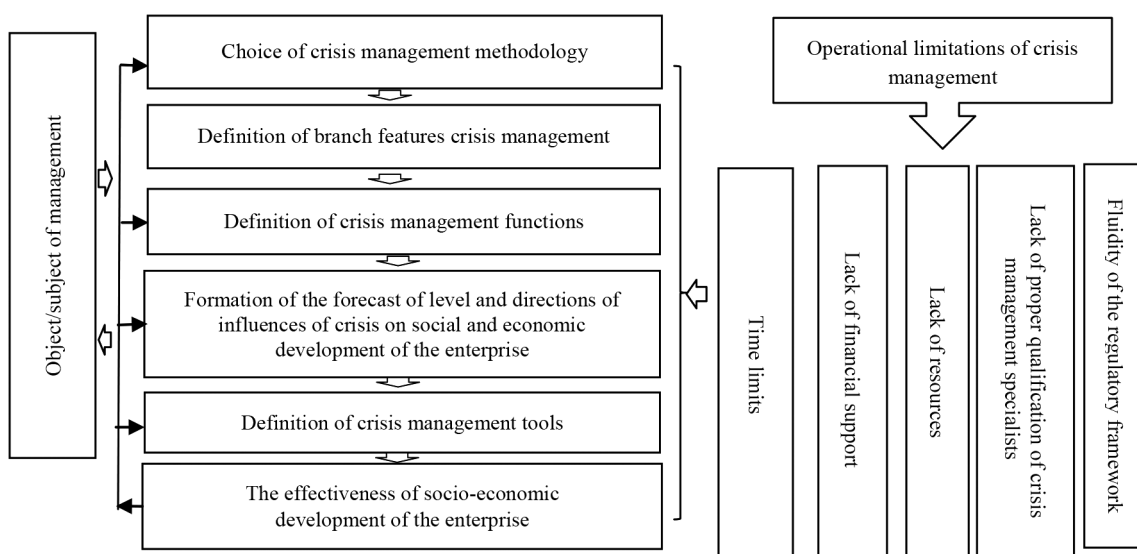 Object/subject of management
Choice of crisis management methodology
Definition of branch features crisis management
Definition of crisis management functions
Formation of the forecast of level and directions of
influences of crisis on social and economic
development of the enterprise
Definition of crisis management tools
The effectiveness of socio-economic
development of the enterprise
Operational limitations of crisis
management
Time limits
Lack of financial support
Lack of resources
Lack of proper qualification of crisis
management specialists
Fluidity of the regulatory framework